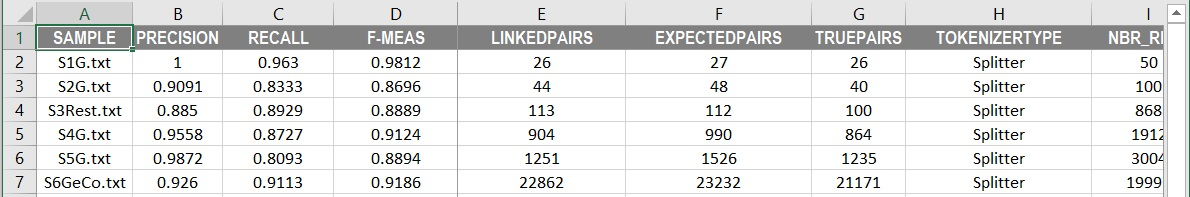 A B C D E F G H I
1 SAMPLE PRECISION RECALL F-MEAS LINKEDPAIRS EXPECTEDPAIRS TRUEPAIRS TOKENIZERTYPE
2 S1G.txt 1 0.963 0.9812 26 27 26 Splitter 50
3 S2G.txt 0.9091 0.8333 0.8696 44 48 40 Splitter 100
4 S3Rest.txt 0.885 0.8929 0.8889 113 112 100 Splitter 868
5 S4G.txt 0.9558 0.8727 0.9124 904 990 864 Splitter 1912
6 S5G.txt 0.9872 0.8093 0.8894 1251 1526 1235 Splitter 3004
7 S6GeCo.txt 0.926 0.9113 0.9186 22862 23232 21171 Splitter 1999